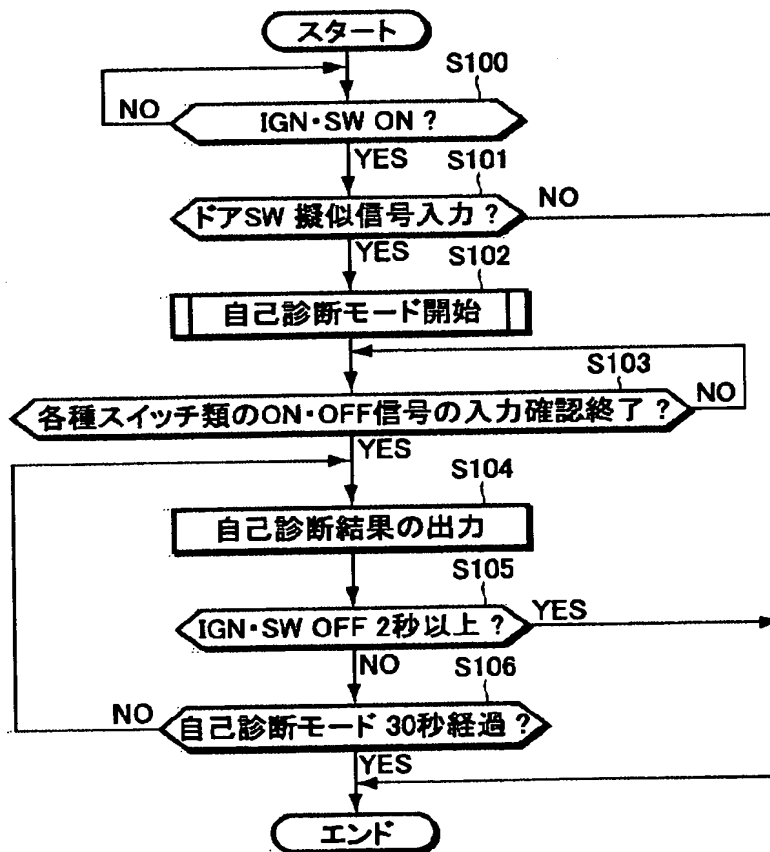 スタート
S100
NO
IGN・SW ON ?
YES
S101
ドアSW 擬似信号入力 ?
NO
YES
S102
自己診断モード開始
S103
各種スイッチ類のON・OFF信号の入力確認終了 ?
NO
YES
S104
自己診断結果の出力
S105
IGN・SW OFF 2秒以上 ?
YES
NO
S106
NO
自己診断モード 30秒経過 ?
YES
エンド